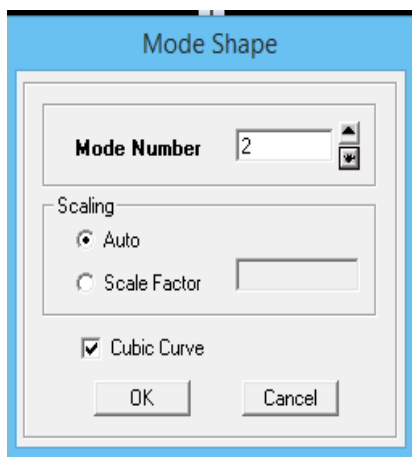 Mode Shape
Mode Number 2
Scaling
Auto
Scale Factor
Cubic Curve
OK Cancel